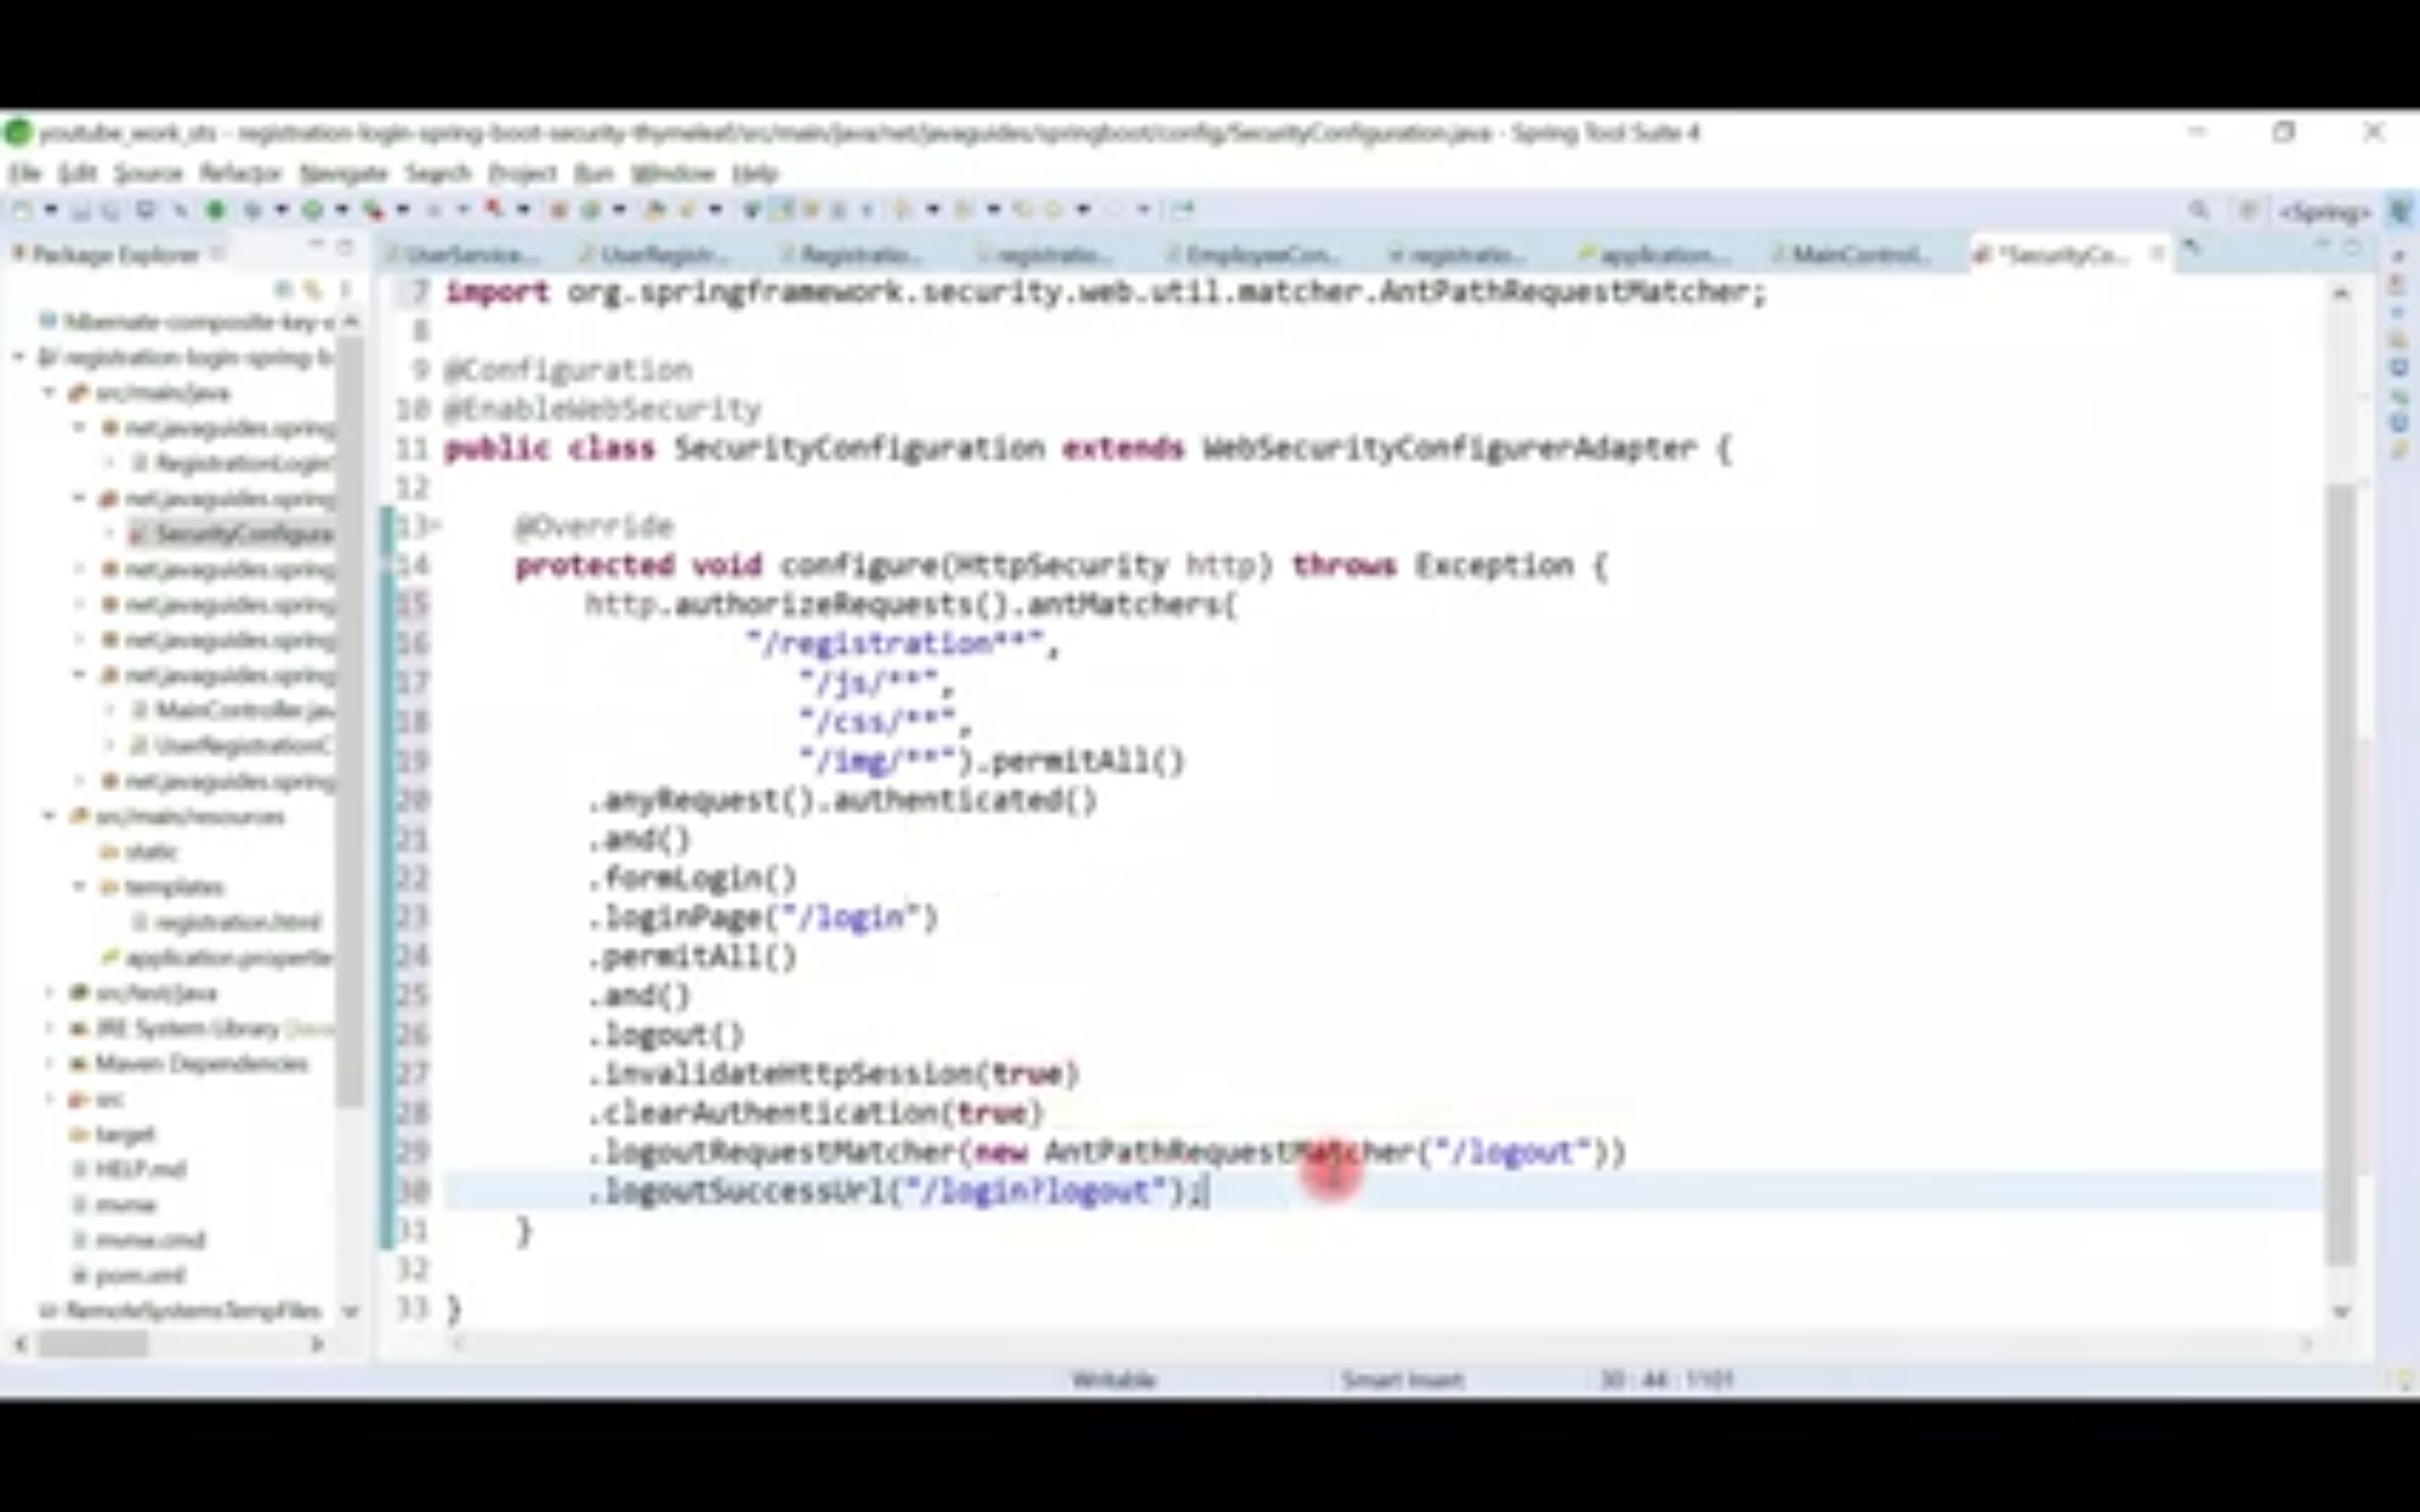 youtube_work_sts - registration-login-spring-boot-security-thymeleaf/src/main/java/net/javaguides/springboot/config/SecurityConfiguration.java - Spring Tool Suite 4
File Edit Source Refactor Navigate Search Project Run Window Help
<Spring>
Package Explorer
UserService... UserRegistr... Registratio... registratio... EmployeeCon... registratio... application... MainControl... *SecurityCo...
hibernate-composite-key-e
registration-login-spring-b
src/main/java
net.javaguides.spring
RegistrationLogin
net.javaguides.spring
SecurityConfigura
net.javaguides.spring
net.javaguides.spring
net.javaguides.spring
net.javaguides.spring
MainController.jav
UserRegistrationC
net.javaguides.spring
src/main/resources
static
templates
registration.html
application.propertie
src/test/java
JRE System Library
Maven Dependencies
src
target
HELP.md
mvnw
mvnw.cmd
pom.xml
RemoteSystemsTempFiles
7 import org.springframework.security.web.util.matcher.AntPathRequestMatcher;
8
9 @Configuration
10 @EnableWebSecurity
11 public class SecurityConfiguration extends WebSecurityConfigurerAdapter {
12
13 @Override
14 protected void configure(HttpSecurity http) throws Exception {
15 http.authorizeRequests().antMatchers(
16 "/registration**",
17 "/js/**",
18 "/css/**",
19 "/img/**").permitAll()
20 .anyRequest().authenticated()
21 .and()
22 .formLogin()
23 .loginPage("/login")
24 .permitAll()
25 .and()
26 .logout()
27 .invalidateHttpSession(true)
28 .clearAuthentication(true)
29 .logoutRequestMatcher(new AntPathRequestMatcher("/logout"))
30 .logoutSuccessUrl("/login?logout");
31 }
32
33 }
Writable Smart Insert 30 : 44 : 1101